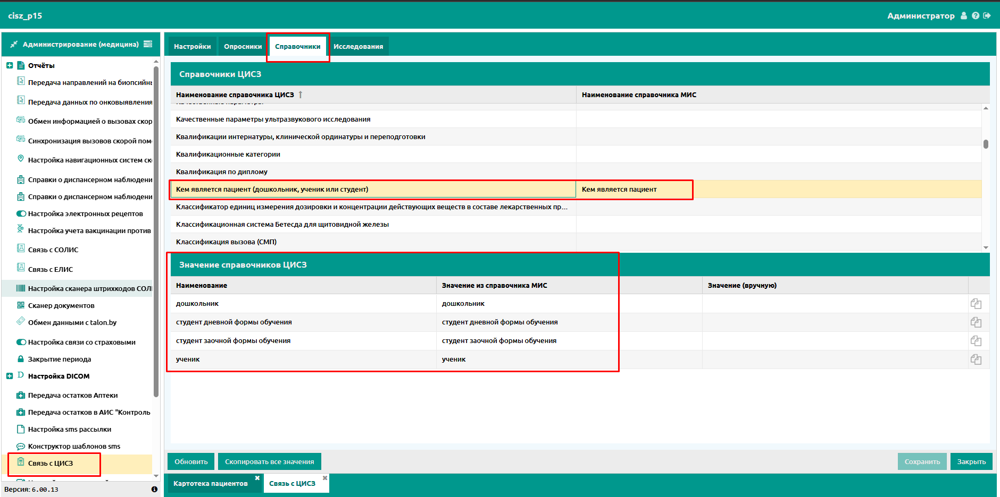 cisz_p15
Администратор
Администрирование (медицина)
Отчёты
Передача направлений на биопсийны
Передача данных по онковыявления
Обмен информацией о вызовах скор
Синхронизация вызовов скорой пом
Настройка навигационных систем ск
Справки о диспансерном наблюдени
Справки о диспансерном наблюдени
Настройка электронных рецептов
Настройка учета вакцинации против
Связь с СОЛИС
Связь с ЕЛИС
Настройка сканера штрихкодов СОЛ
Сканер документов
Обмен данными с talon.by
Настройка связи со страховыми
Закрытие периода
Настройка DICOM
Передача остатков Аптеки
Передача остатков в АИС "Контроль
Настройка sms рассылки
Конструктор шаблонов sms
Связь с ЦИСЗ
Версия: 6.00.13
Настройки Опросники Справочники Исследования
Справочники ЦИСЗ
Наименование справочника ЦИСЗ ↑ Наименование справочника МИС
Качественные параметры
Качественные параметры ультразвукового исследования
Квалификации интернатуры, клинической ординатуры и переподготовки
Квалификационные категории
Квалификация по диплому
Кем является пациент (дошкольник, ученик или студент) Кем является пациент
Классификатор единиц измерения дозировки и концентрации действующих веществ в составе лекарственных пр...
Классификационная система Бетесда для щитовидной железы
Классификация вызова (СМП)
Значение справочников ЦИСЗ
Наименование Значение из справочника МИС Значение (вручную)
дошкольник дошкольник
студент дневной формы обучения студент дневной формы обучения
студент заочной формы обучения студент заочной формы обучения
ученик ученик
Обновить Скопировать все значения Сохранить Закрыть
Картотека пациентов Связь с ЦИСЗ